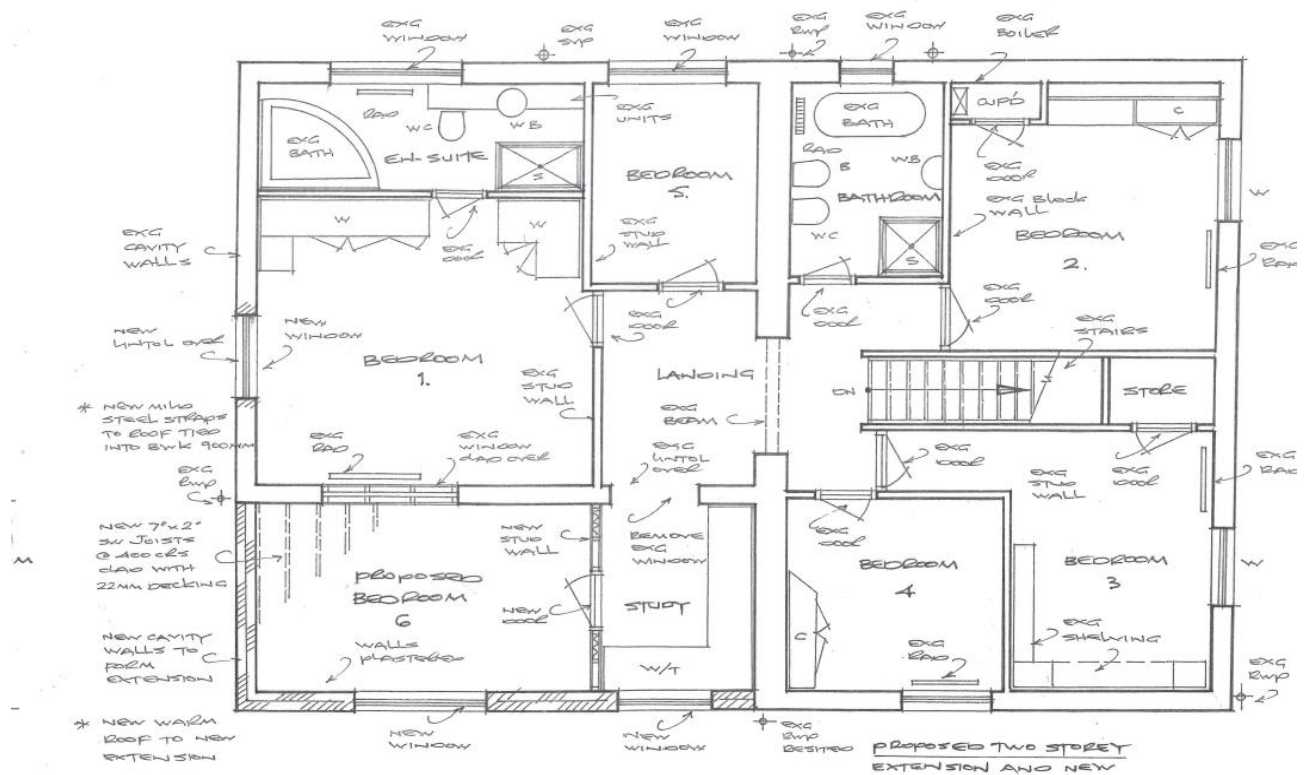 EXG
WINDOW
EXG
SVP
EXG
WINDOW
EXG
RWP
EXG
WINDOW
EXG
BOILER
RAD
WC
WB
EXG
UNITS
EXG
BATH
EN-SUITE
S
BEDROOM
5.
EXG
BATH
RAD
B
WB
BATHROOM
WC
S
CUP'D
C
EXG
DOOR
EXG BLOCK
WALL
BEDROOM
2.
W
EXG
RAD
EXG
CAVITY
WALLS
W
EXG
DOOR
W
EXG
STUD
WALL
NEW
LINTOL OVER
NEW
WINDOW
BEDROOM
1.
EXG
DOOR
EXG
DOOR
EXG
DOOR
EXG
STAIRS
EXG
STUD
WALL
LANDING
EXG
BEAM
DN
STORE
* NEW MILD
STEEL STRAPS
TO ROOF TIED
INTO BWK 900MM
EXG
RAD
EXG
WINDOW
CLAD OVER
EXG
LINTOL
OVER
EXG
DOOR
EXG
STUD
WALL
EXG
DOOR
EXG
RAD
EXG
RWP
NEW 7"x2"
SW JOISTS
@ 400 CRS
CLAD WITH
22MM DECKING
M
NEW
STUD
WALL
REMOVE
EXG
WINDOW
EXG
DOOR
PROPOSED
BEDROOM
6
NEW
DOOR
STUDY
BEDROOM
4
C
BEDROOM
3
W
EXG
SHELVING
NEW CAVITY
WALLS TO
FORM
EXTENSION
WALLS
PLASTERED
W/T
EXG
RAD
EXG
RWP
* NEW WARM
ROOF TO NEW
EXTENSION
NEW
WINDOW
NEW
WINDOW
EXG
RWP
RESITED
PROPOSED TWO STOREY
EXTENSION AND NEW